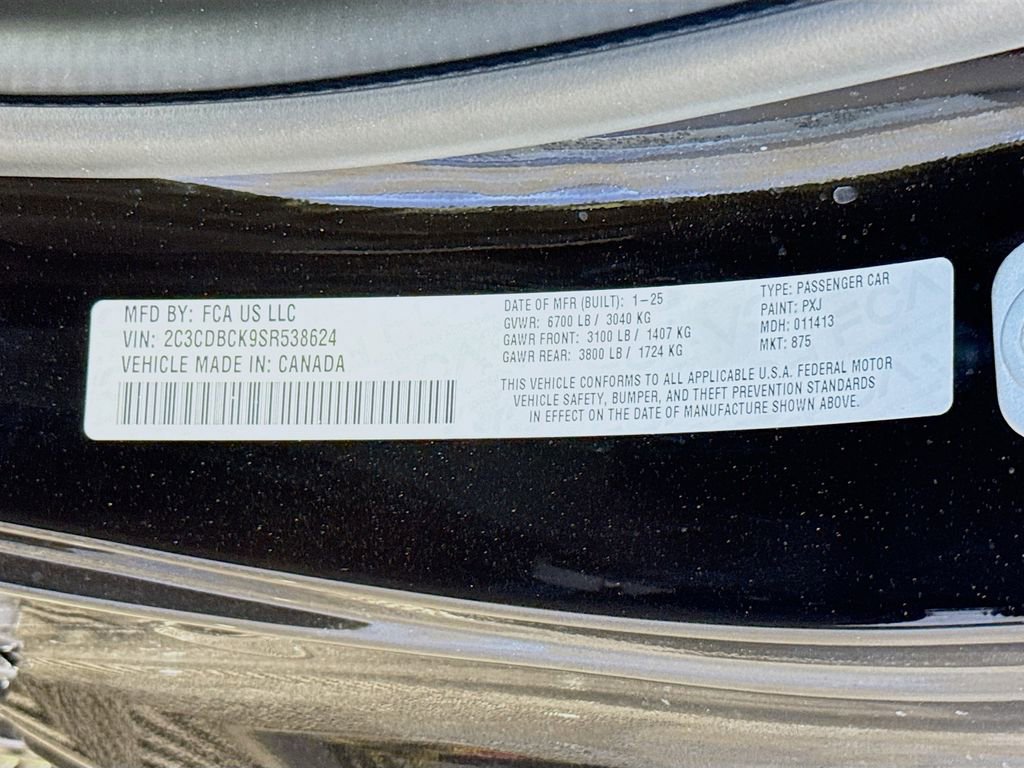 MFD BY: FCA US LLC
VIN: 2C3CDBCK9SR538624
VEHICLE MADE IN: CANADA
DATE OF MFR (BUILT): 1-25
GVWR: 6700 LB / 3040 KG
GAWR FRONT: 3100 LB / 1407 KG
GAWR REAR: 3800 LB / 1724 KG
TYPE: PASSENGER CAR
PAINT: PXJ
MDH: 011413
MKT: 875
THIS VEHICLE CONFORMS TO ALL APPLICABLE U.S.A. FEDERAL MOTOR
VEHICLE SAFETY, BUMPER, AND THEFT PREVENTION STANDARDS
IN EFFECT ON THE DATE OF MANUFACTURE SHOWN ABOVE.